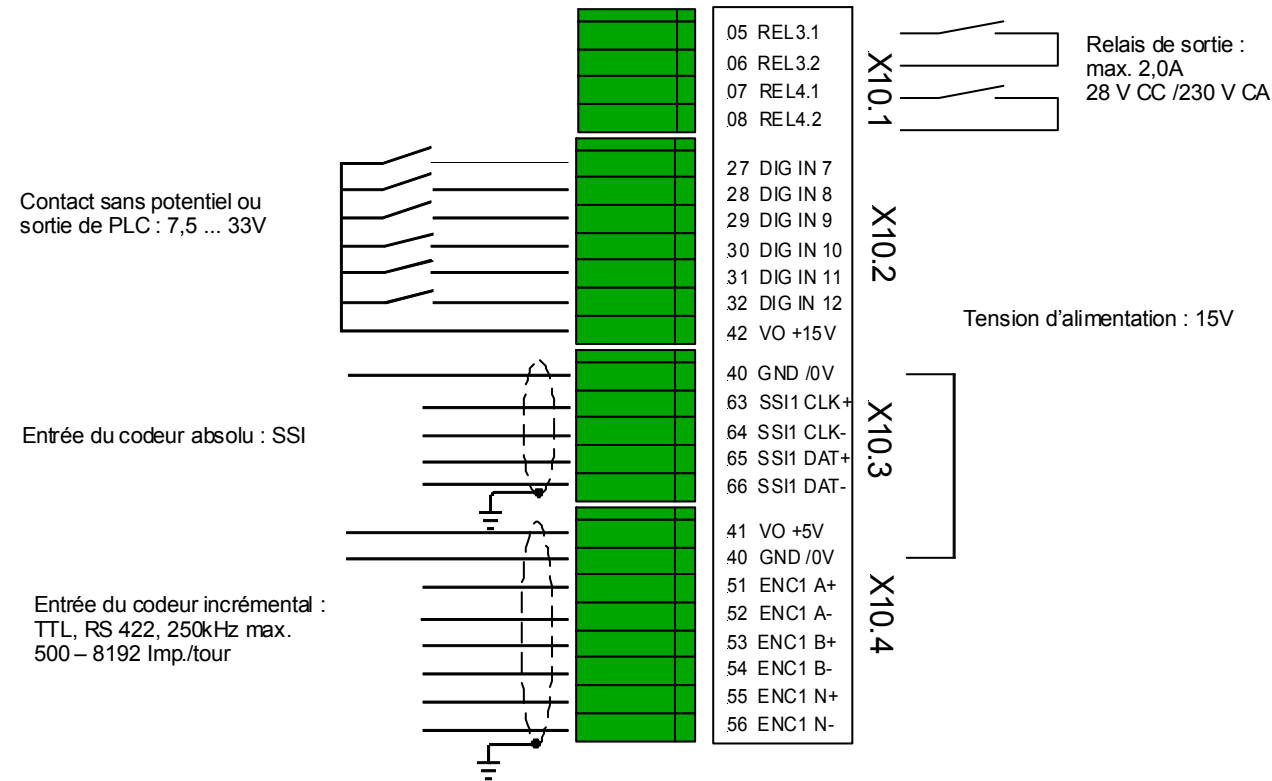 05 REL3.1
06 REL3.2
07 REL4.1
08 REL4.2
X10.1
Relais de sortie :
max. 2,0A
28 V CC /230 V CA
Contact sans potentiel ou
sortie de PLC : 7,5 ... 33V
27 DIG IN 7
28 DIG IN 8
29 DIG IN 9
30 DIG IN 10
31 DIG IN 11
32 DIG IN 12
42 VO +15V
X10.2
Tension d'alimentation : 15V
Entrée du codeur absolu : SSI
40 GND /0V
63 SSI1 CLK+
64 SSI1 CLK-
65 SSI1 DAT+
66 SSI1 DAT-
X10.3
Entrée du codeur incrémental :
TTL, RS 422, 250kHz max.
500 – 8192 Imp./tour
41 VO +5V
40 GND /0V
51 ENC1 A+
52 ENC1 A-
53 ENC1 B+
54 ENC1 B-
55 ENC1 N+
56 ENC1 N-
X10.4